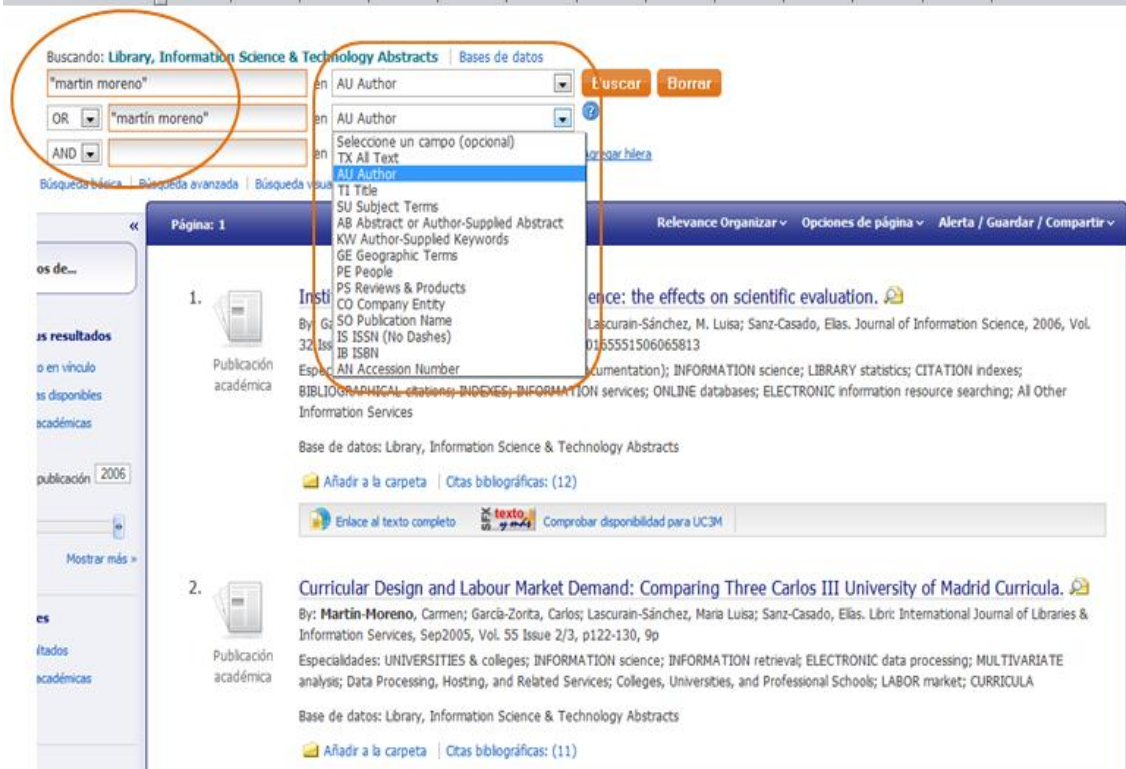 Buscando: Library, Information Science & Technology Abstracts | Bases de datos
"martin moreno" en AU Author Buscar Borrar
OR "martín moreno" en AU Author
AND en Agregar hilera
Búsqueda básica | Búsqueda avanzada | Búsqueda visual
Seleccione un campo (opcional)
TX All Text
AU Author
TI Title
SU Subject Terms
AB Abstract or Author-Supplied Abstract
KW Author-Supplied Keywords
GE Geographic Terms
PE People
PS Reviews & Products
CO Company Entity
SO Publication Name
IS ISSN (No Dashes)
IB ISBN
AN Accession Number
« Página: 1 Relevance Organizar Opciones de página Alerta / Guardar / Compartir
os de...
us resultados
o en vínculo
as disponibles
académicas
publicación 2006
Mostrar más »
es
ultados
académicas
1. Insti ence: the effects on scientific evaluation.
By: Ga Lascurain-Sánchez, M. Luisa; Sanz-Casado, Elias. Journal of Information Science, 2006, Vol.
32 Iss 0165551506065813
Publicación académica
Espec cumentation); INFORMATION science; LIBRARY statistics; CITATION indexes;
BIBLIOGRAPHICAL citations; INDEXES; INFORMATION services; ONLINE databases; ELECTRONIC information resource searching; All Other
Information Services
Base de datos: Library, Information Science & Technology Abstracts
Añadir a la carpeta | Citas bibliográficas: (12)
Enlace al texto completo SFX texto y más Comprobar disponibilidad para UC3M
2. Curricular Design and Labour Market Demand: Comparing Three Carlos III University of Madrid Curricula.
By: Martín-Moreno, Carmen; García-Zorita, Carlos; Lascurain-Sánchez, Maria Luisa; Sanz-Casado, Elías. Libri: International Journal of Libraries &
Information Services, Sep2005, Vol. 55 Issue 2/3, p122-130, 9p
Publicación académica
Especialidades: UNIVERSITIES & colleges; INFORMATION science; INFORMATION retrieval; ELECTRONIC data processing; MULTIVARIATE
analysis; Data Processing, Hosting, and Related Services; Colleges, Universities, and Professional Schools; LABOR market; CURRICULA
Base de datos: Library, Information Science & Technology Abstracts
Añadir a la carpeta | Citas bibliográficas: (11)